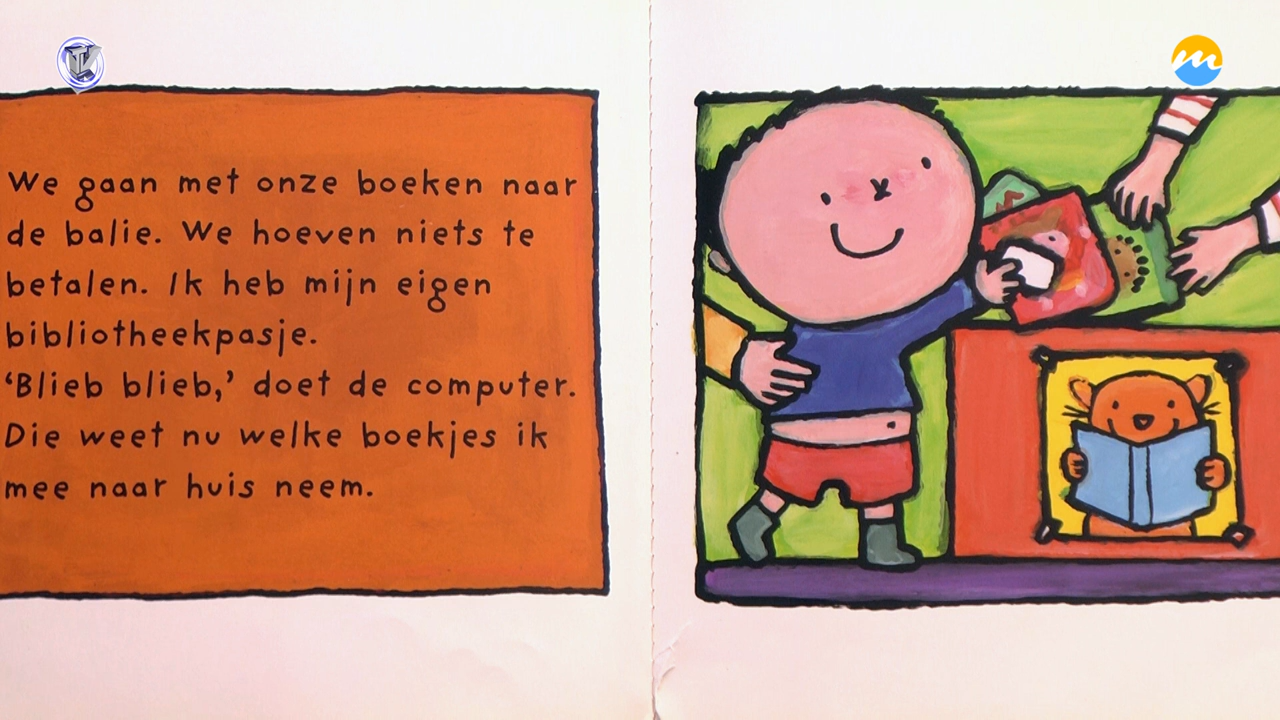 We gaan met onze boeken naar
de balie. We hoeven niets te
betalen. Ik heb mijn eigen
bibliotheekpasje.
‘Blieb blieb,’ doet de computer.
Die weet nu welke boekjes ik
mee naar huis neem.